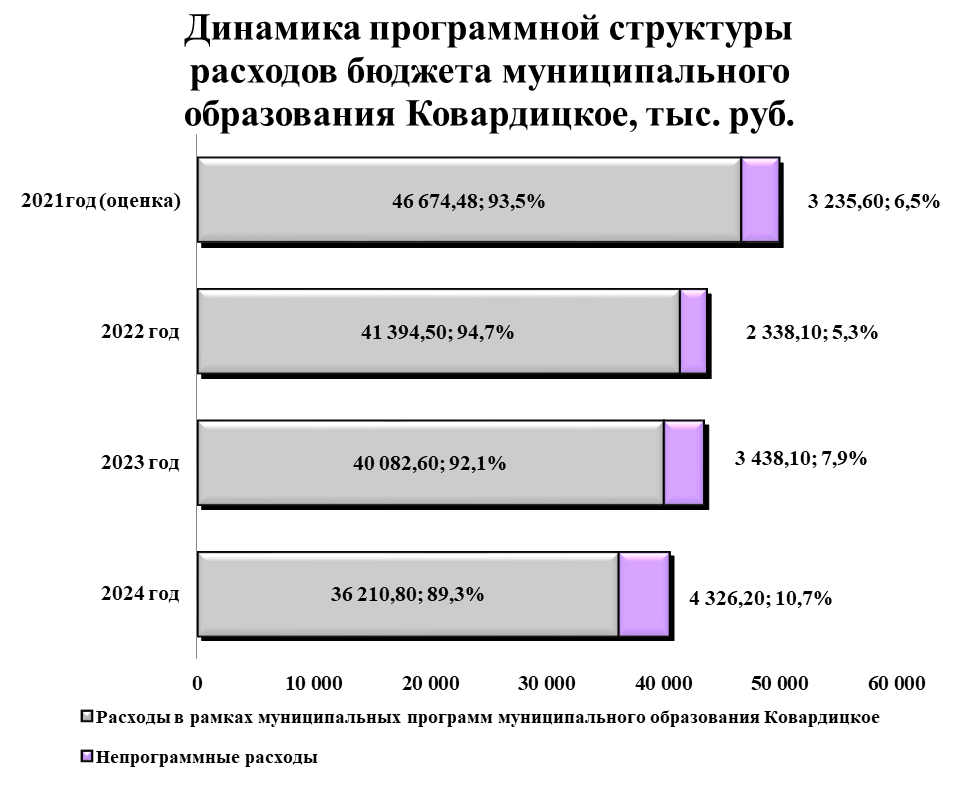 Динамика программной структуры
расходов бюджета муниципального
образования Ковардицкое, тыс. руб.
2021год (оценка) 46 674,48; 93,5% 3 235,60; 6,5%
2022 год 41 394,50; 94,7% 2 338,10; 5,3%
2023 год 40 082,60; 92,1% 3 438,10; 7,9%
2024 год 36 210,80; 89,3% 4 326,20; 10,7%
0 10 000 20 000 30 000 40 000 50 000 60 000
Расходы в рамках муниципальных программ муниципального образования Ковардицкое
Непрограммные расходы